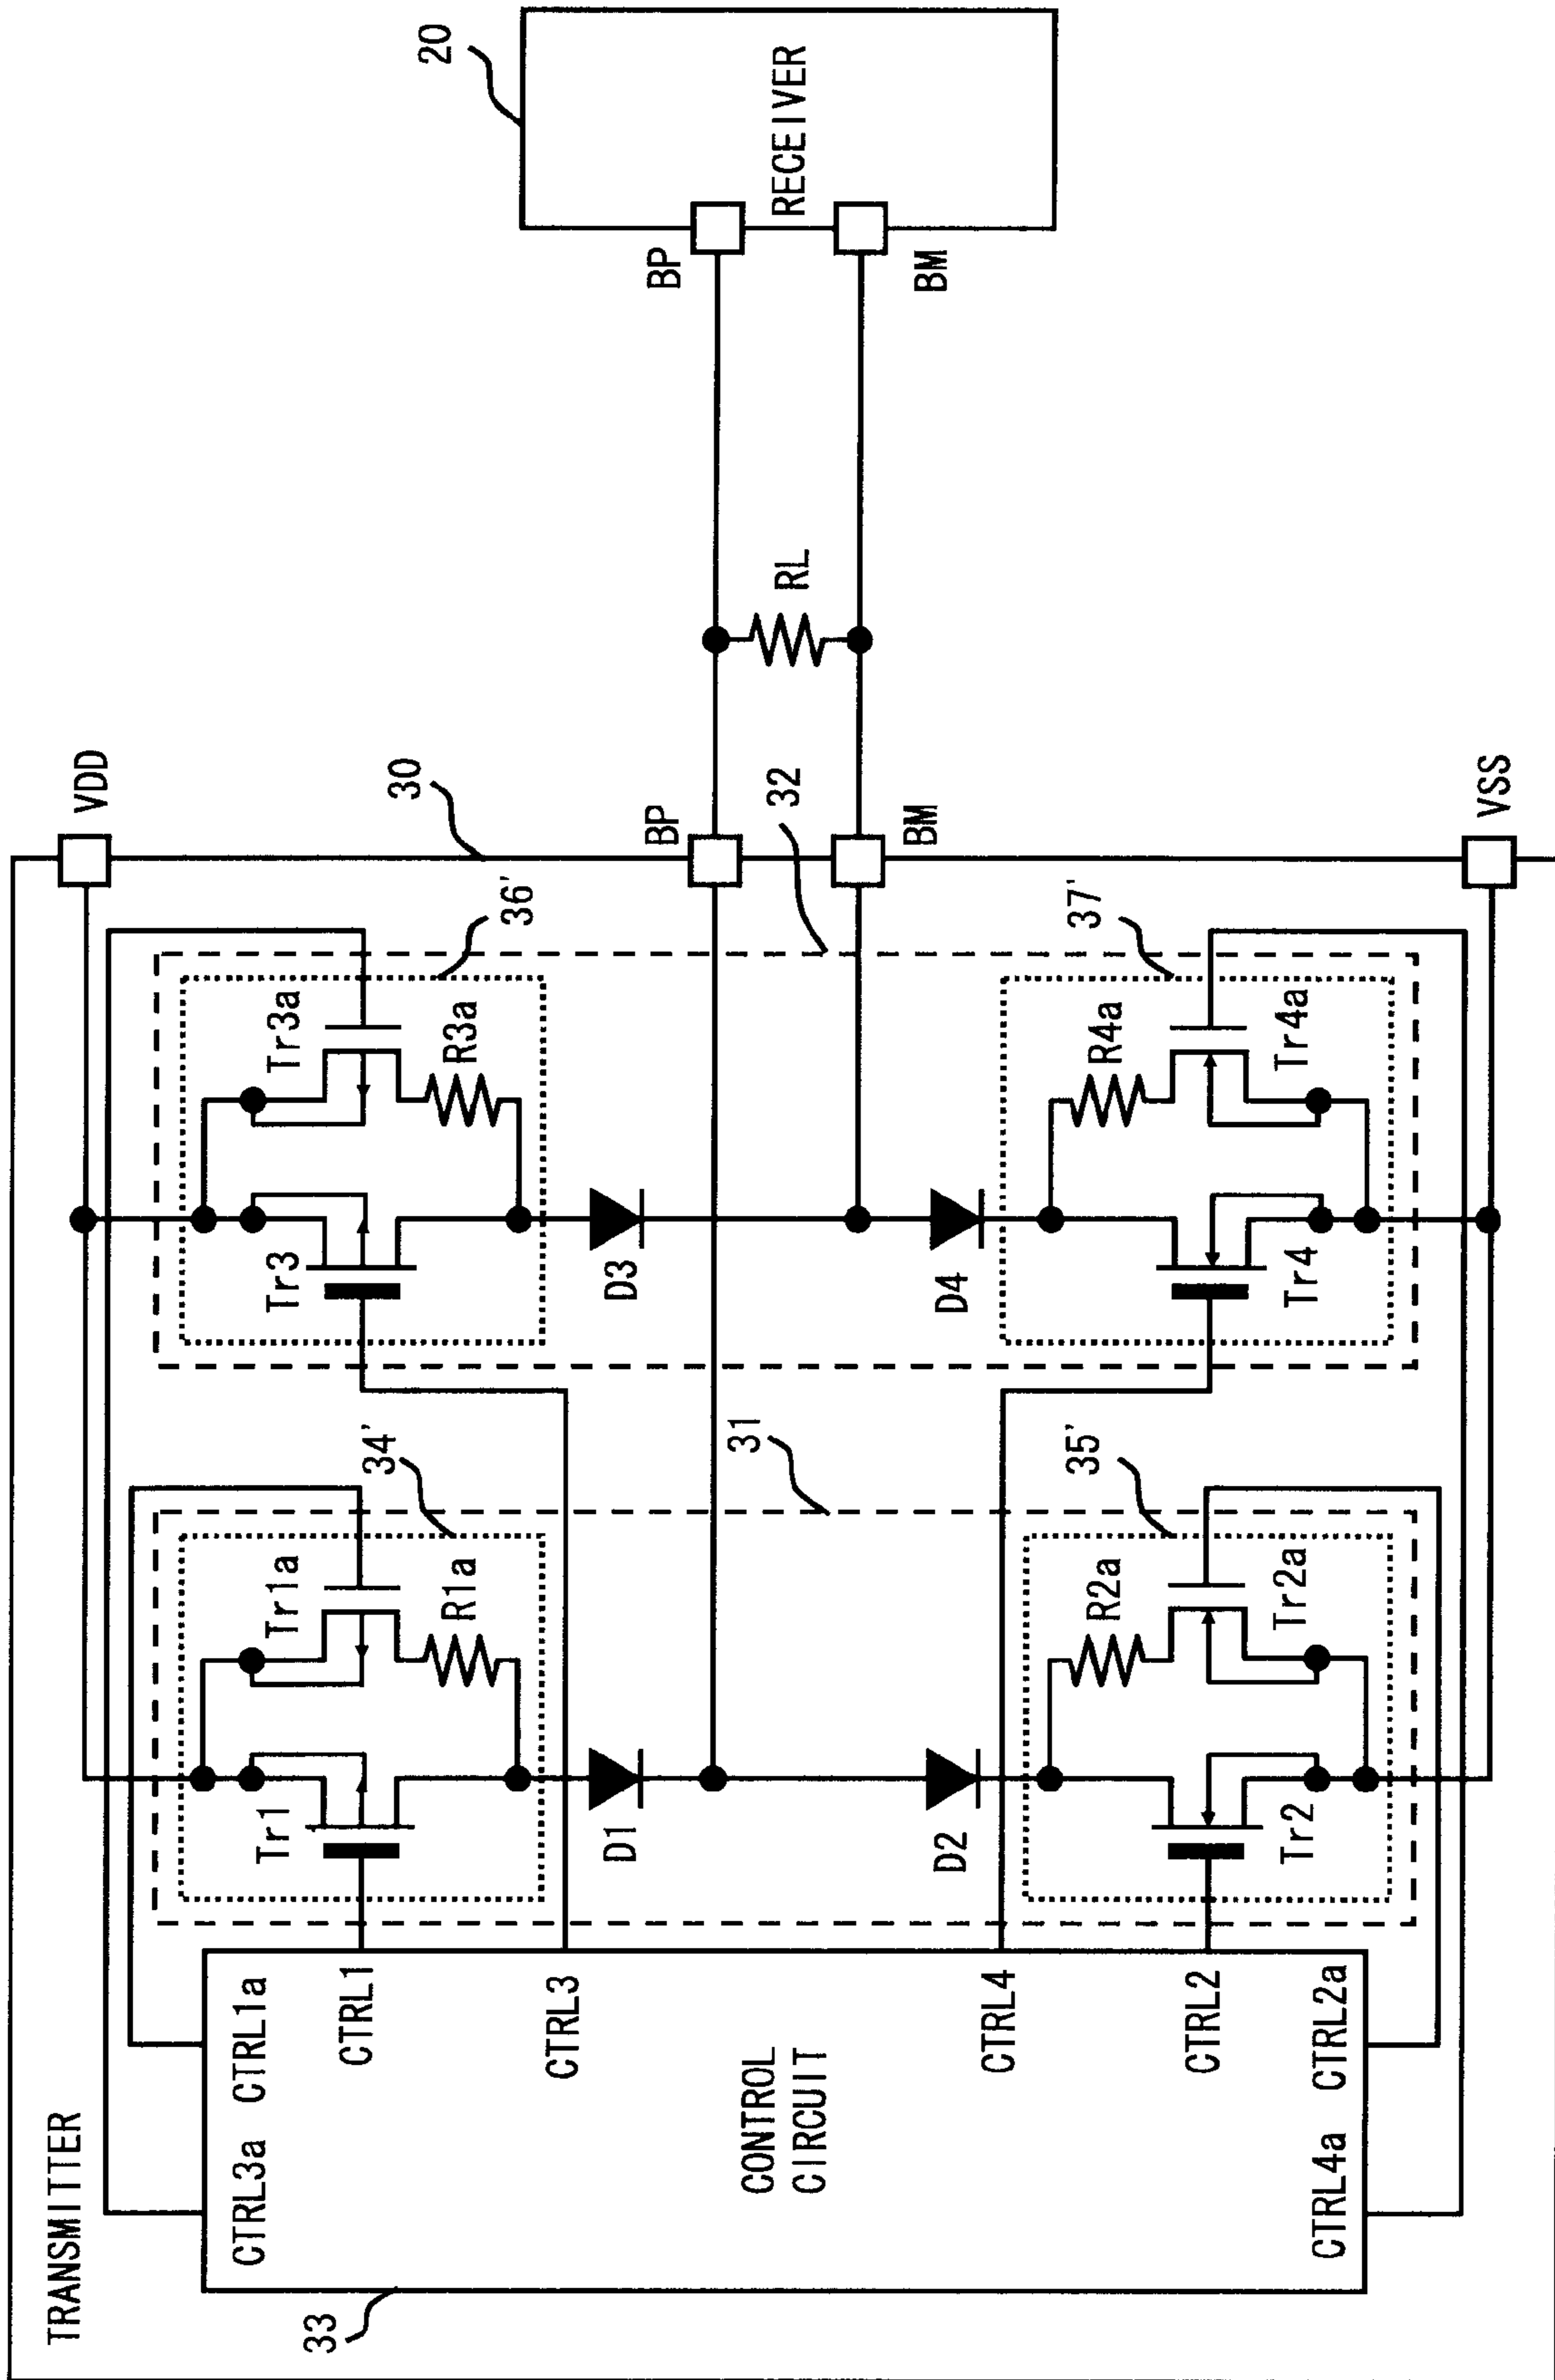 TRANSMITTER
33
CTRL3a
CTRL1a
CTRL1
CTRL3
CONTROL
CIRCUIT
CTRL4
CTRL2
CTRL4a
CTRL2a
34'
Tr1
Tr1a
R1a
D1
31
D2
35'
R2a
Tr2
Tr2a
36'
Tr3
Tr3a
R3a
D3
32
D4
37'
R4a
Tr4
Tr4a
VDD
30
BP
BM
VSS
RL
BP
BM
20
RECEIVER